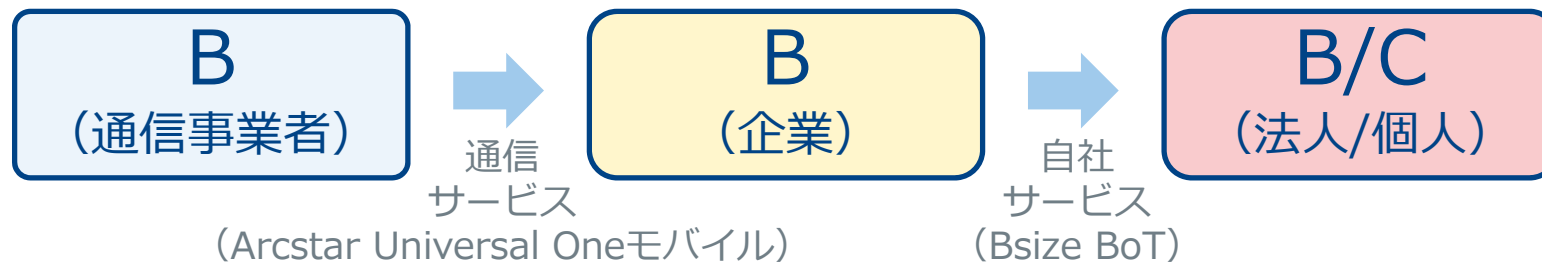 B
（通信事業者）
通信
サービス
（Arcstar Universal Oneモバイル）
B
（企業）
自社
サービス
（Bsize BoT）
B/C
（法人/個人）